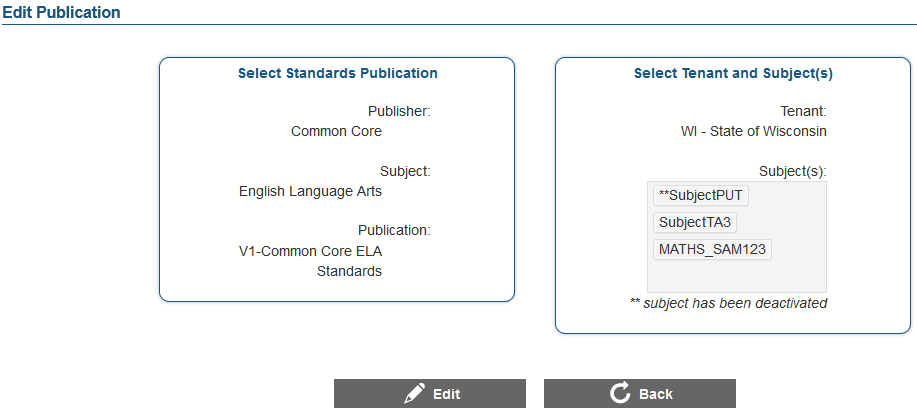 Edit Publication
Select Standards Publication
Publisher:
Common Core
Subject:
English Language Arts
Publication:
V1-Common Core ELA
Standards
Select Tenant and Subject(s)
Tenant:
WI - State of Wisconsin
Subject(s):
**SubjectPUT
SubjectTA3
MATHS_SAM123
** subject has been deactivated
Edit
Back